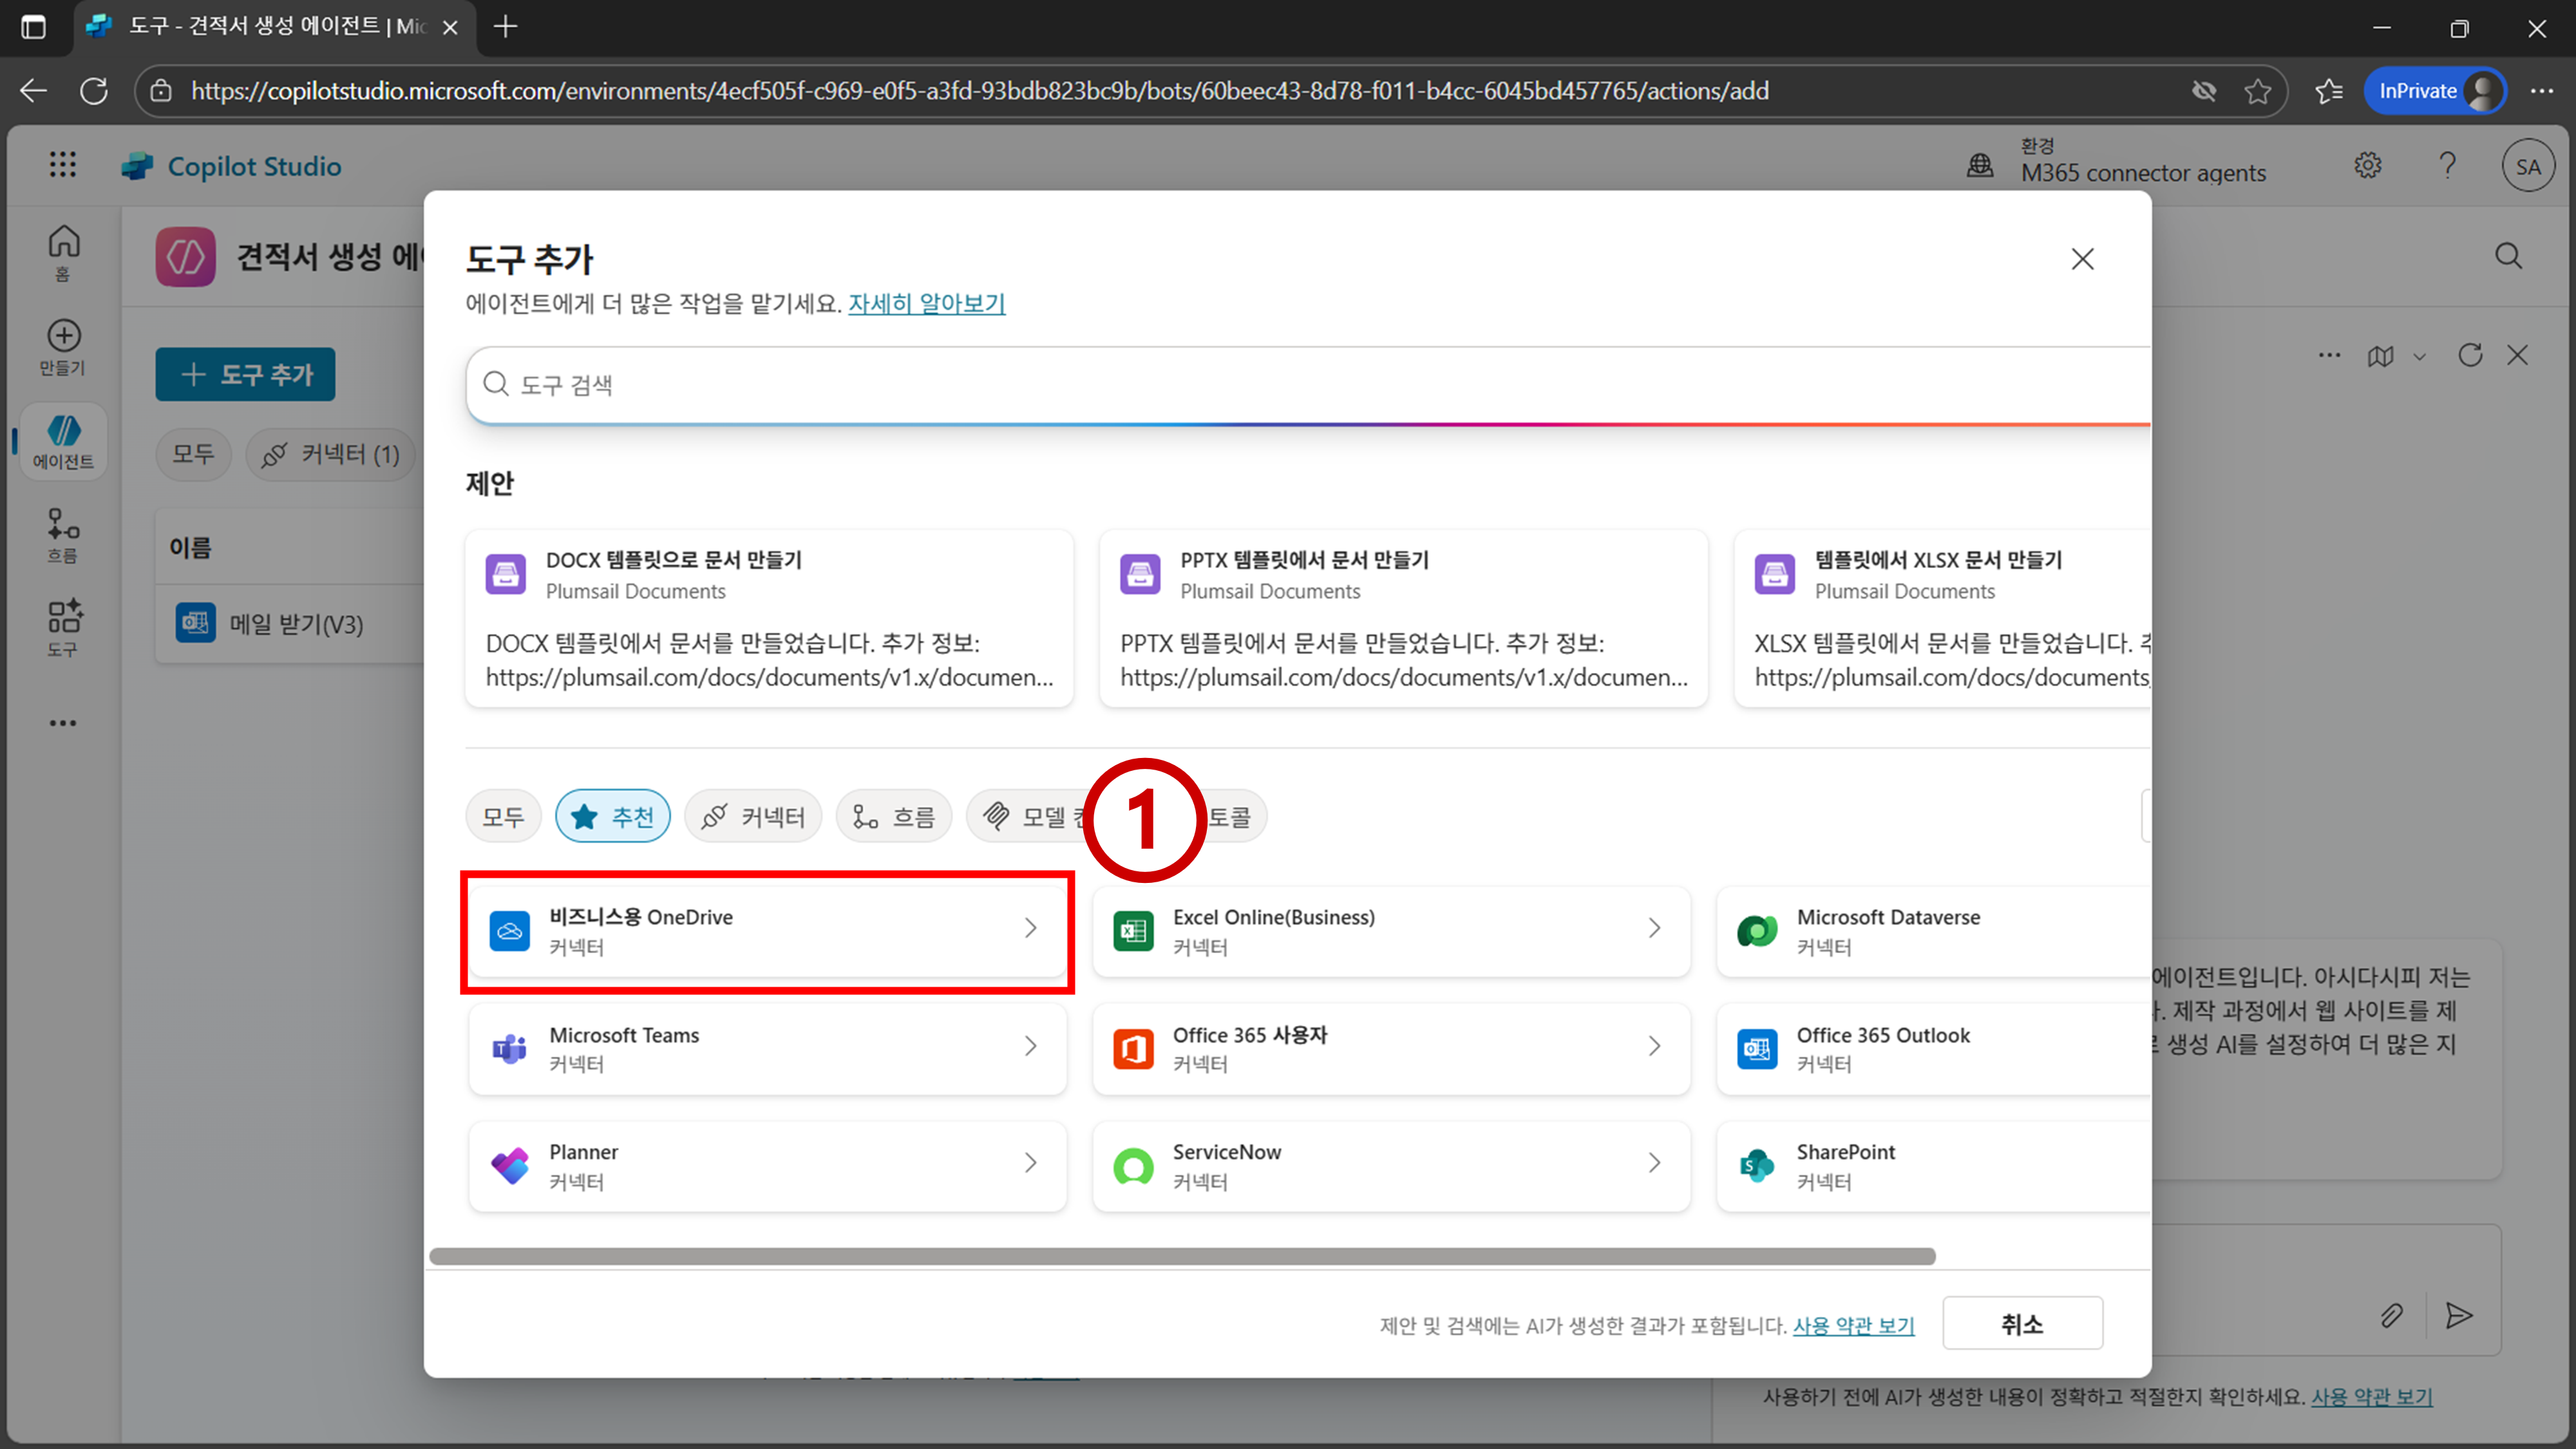 도구 - 견적서 생성 에이전트 | Mic
https://copilotstudio.microsoft.com/environments/4ecf505f-c969-e0f5-a3fd-93bdb823bc9b/bots/60beec43-8d78-f011-b4cc-6045bd457765/actions/add
InPrivate
Copilot Studio
환경
M365 connector agents
SA
홈
만들기
에이전트
흐름
도구
견적서 생성 에
도구 추가
모두
커넥터 (1)
이름
메일 받기(V3)
도구 추가
에이전트에게 더 많은 작업을 맡기세요. 자세히 알아보기
도구 검색
제안
DOCX 템플릿으로 문서 만들기
Plumsail Documents
DOCX 템플릿에서 문서를 만들었습니다. 추가 정보:
https://plumsail.com/docs/documents/v1.x/documen...
PPTX 템플릿에서 문서 만들기
Plumsail Documents
PPTX 템플릿에서 문서를 만들었습니다. 추가 정보:
https://plumsail.com/docs/documents/v1.x/documen...
템플릿에서 XLSX 문서 만들기
Plumsail Documents
XLSX 템플릿에서 문서를 만들었습니다.
https://plumsail.com/docs/documents
모두
추천
커넥터
흐름
모델
토콜
1
비즈니스용 OneDrive
커넥터
Excel Online(Business)
커넥터
Microsoft Dataverse
커넥터
Microsoft Teams
커넥터
Office 365 사용자
커넥터
Office 365 Outlook
커넥터
Planner
커넥터
ServiceNow
커넥터
SharePoint
커넥터
제안 및 검색에는 AI가 생성한 결과가 포함됩니다. 사용 약관 보기
취소
에이전트입니다. 아시다시피 저는
제작 과정에서 웹 사이트를 제
생성 AI를 설정하여 더 많은 지
사용하기 전에 AI가 생성한 내용이 정확하고 적절한지 확인하세요. 사용 약관 보기